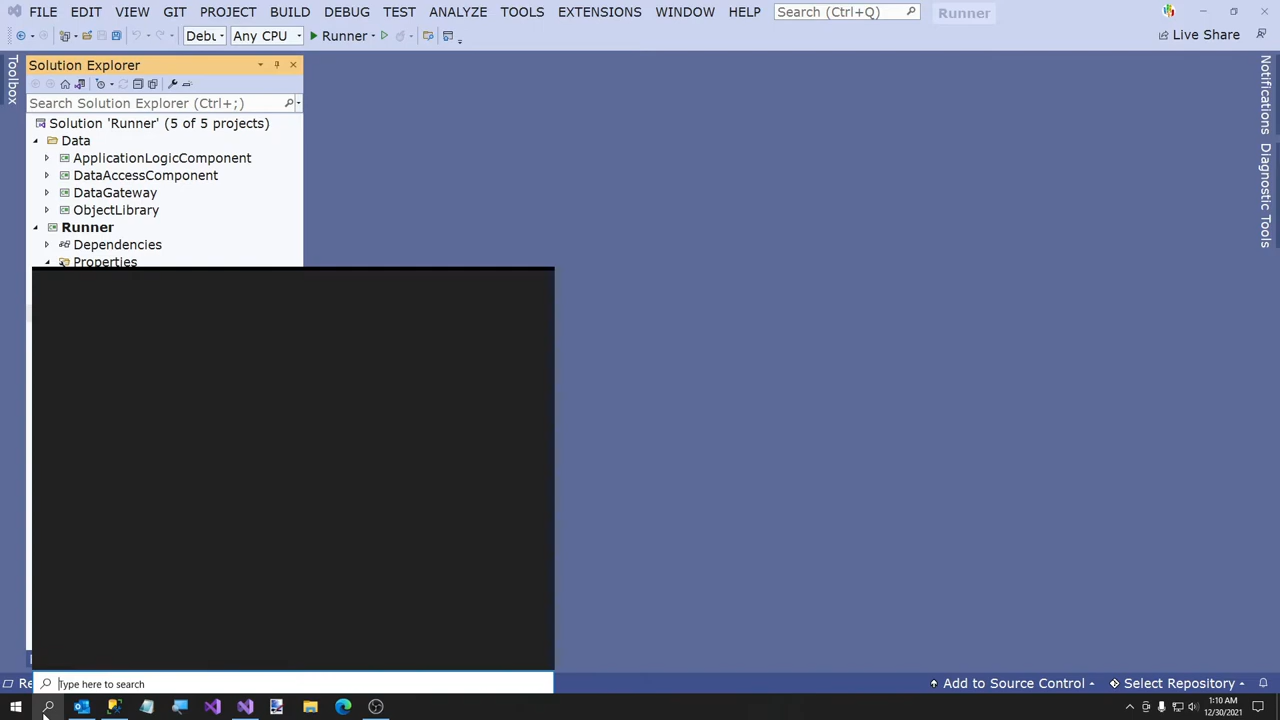 FILE EDIT VIEW GIT PROJECT BUILD DEBUG TEST ANALYZE TOOLS EXTENSIONS WINDOW HELP Search (Ctrl+Q) Runner
Debu Any CPU Runner Live Share
Toolbox
Solution Explorer
Search Solution Explorer (Ctrl+;)
Solution 'Runner' (5 of 5 projects)
Data
ApplicationLogicComponent
DataAccessComponent
DataGateway
ObjectLibrary
Runner
Dependencies
Properties
Notifications
Diagnostic Tools
Type here to search
Re Add to Source Control Select Repository
1:10 AM
12/30/2021